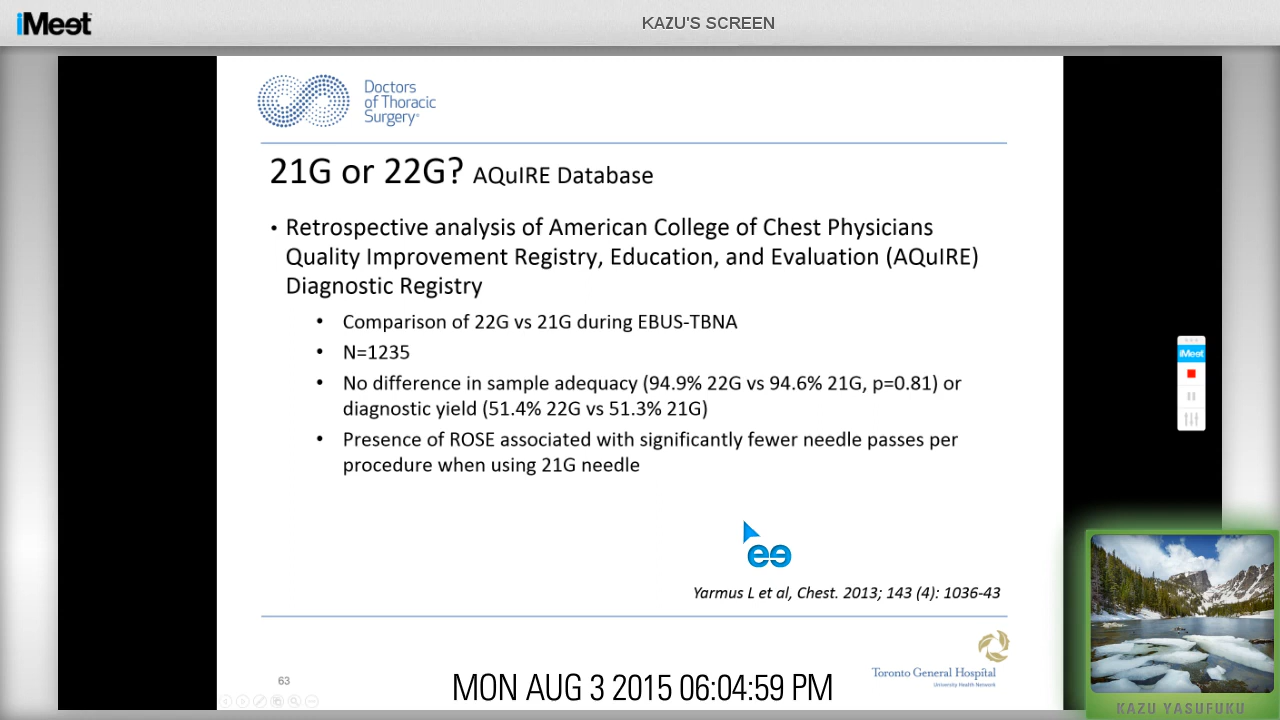 iMeet
KAZU'S SCREEN
Doctors
of Thoracic
Surgery®
21G or 22G? AQuIRE Database
• Retrospective analysis of American College of Chest Physicians
Quality Improvement Registry, Education, and Evaluation (AQuIRE)
Diagnostic Registry
• Comparison of 22G vs 21G during EBUS-TBNA
• N=1235
• No difference in sample adequacy (94.9% 22G vs 94.6% 21G, p=0.81) or
diagnostic yield (51.4% 22G vs 51.3% 21G)
• Presence of ROSE associated with significantly fewer needle passes per
procedure when using 21G needle
iMeet
ee
Yarmus L et al, Chest. 2013; 143 (4): 1036-43
Toronto General Hospital
University Health Network
63
MON AUG 3 2015 06:04:59 PM
KAZU YASUFUKU